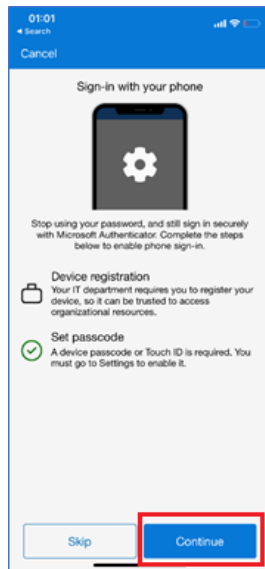 01:01
◀ Search
Cancel
Sign-in with your phone
Stop using your password, and still sign in securely
with Microsoft Authenticator. Complete the steps
below to enable phone sign-in.
Device registration
Your IT department requires you to register your
device, so it can be trusted to access
organizational resources.
Set passcode
A device passcode or Touch ID is required. You
must go to Settings to enable it.
Skip
Continue